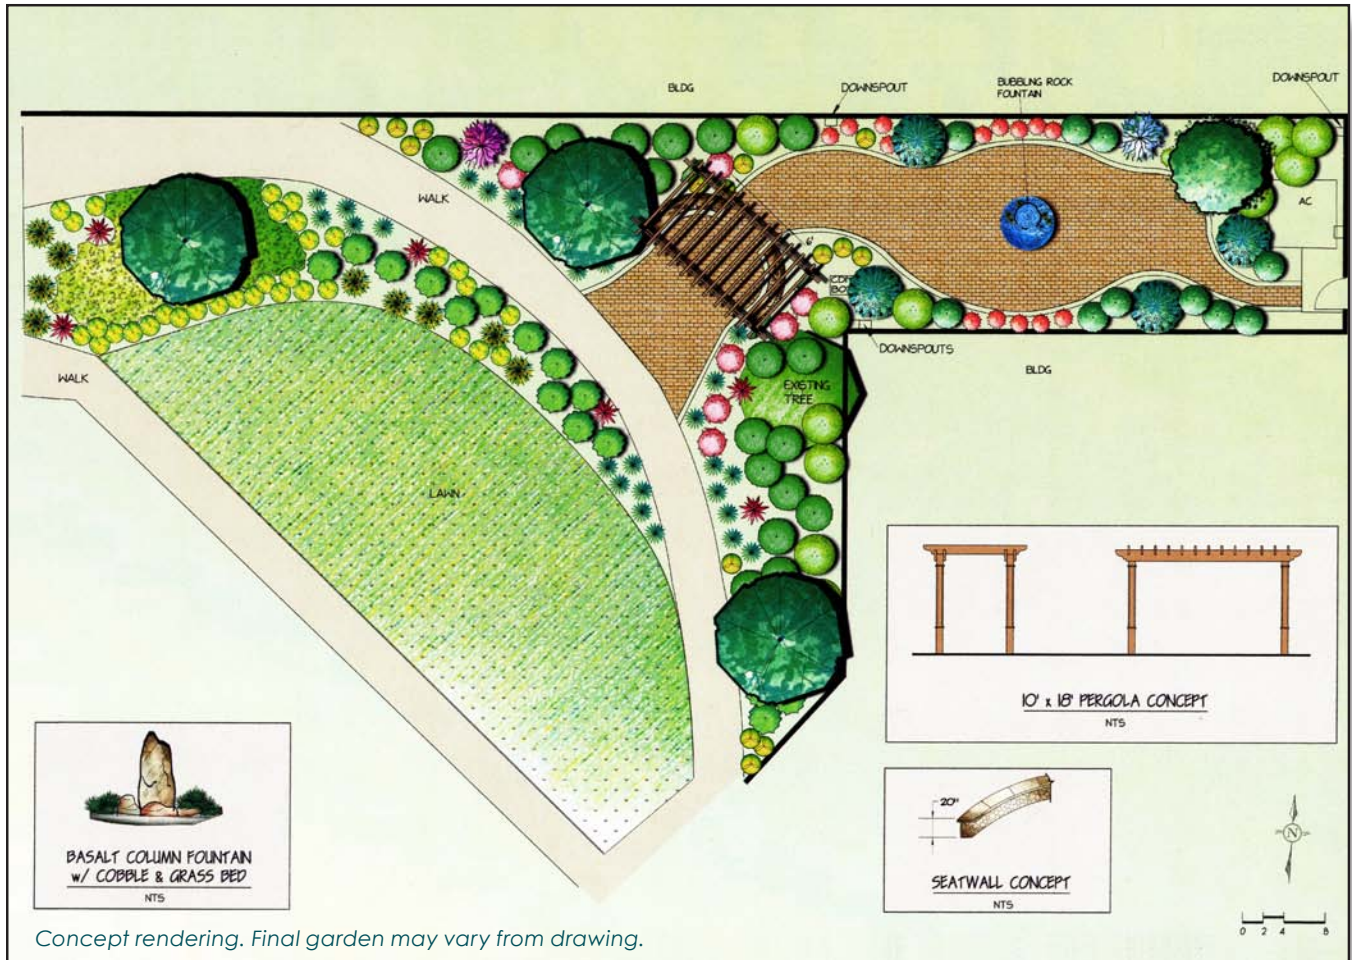 BLDG
DOWNSPOUT
BUBBLING ROCK
FOUNTAIN
DOWNSPOUT
WALK
AC
6'
DOWNSPOUTS
BLDG
WALK
EXISTING
TREE
LAWN
10' x 18' PERGOLA CONCEPT
NTS
20"
SEATWALL CONCEPT
NTS
BASALT COLUMN FOUNTAIN
w/ COBBLE & GRASS BED
NTS
N
0 2 4 8
Concept rendering. Final garden may vary from drawing.